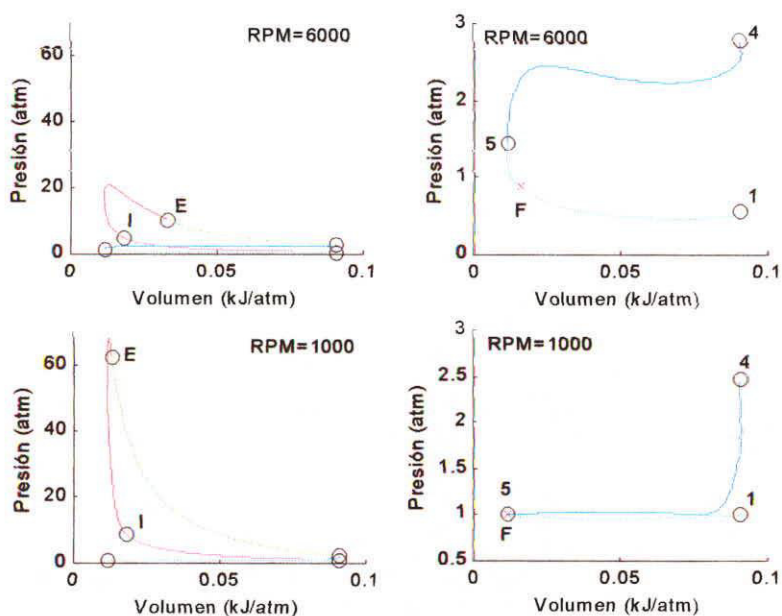 RPM=6000
Presión (atm)
60
40
20
0
I
E
0
0.05
0.1
Volumen (kJ/atm)
RPM=6000
Presión (atm)
3
2
1
0
4
5
F
1
0
0.05
0.1
Volumen (kJ/atm)
RPM=1000
Presión (atm)
60
40
20
0
E
I
0
0.05
0.1
Volumen (kJ/atm)
RPM=1000
Presión (atm)
3
2.5
2
1.5
1
0.5
4
5
F
1
0
0.05
0.1
Volumen (kJ/atm)